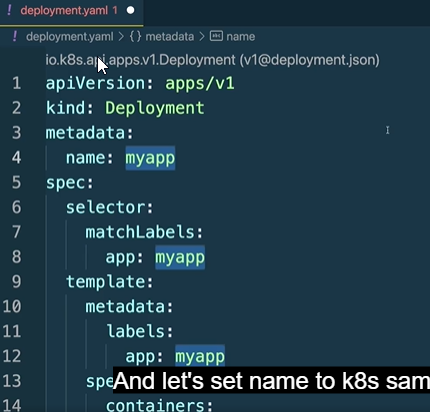 ! deployment.yaml 1 ●
! deployment.yaml > {} metadata > abc name
io.k8s.api.apps.v1.Deployment (v1@deployment.json)
1 apiVersion: apps/v1
2 kind: Deployment
3 metadata:
4 name: myapp
5 spec:
6 selector:
7 matchLabels:
8 app: myapp
9 template:
10 metadata:
11 labels:
12 app: myapp
13 spe
And let's set name to k8s sam
14 containers: